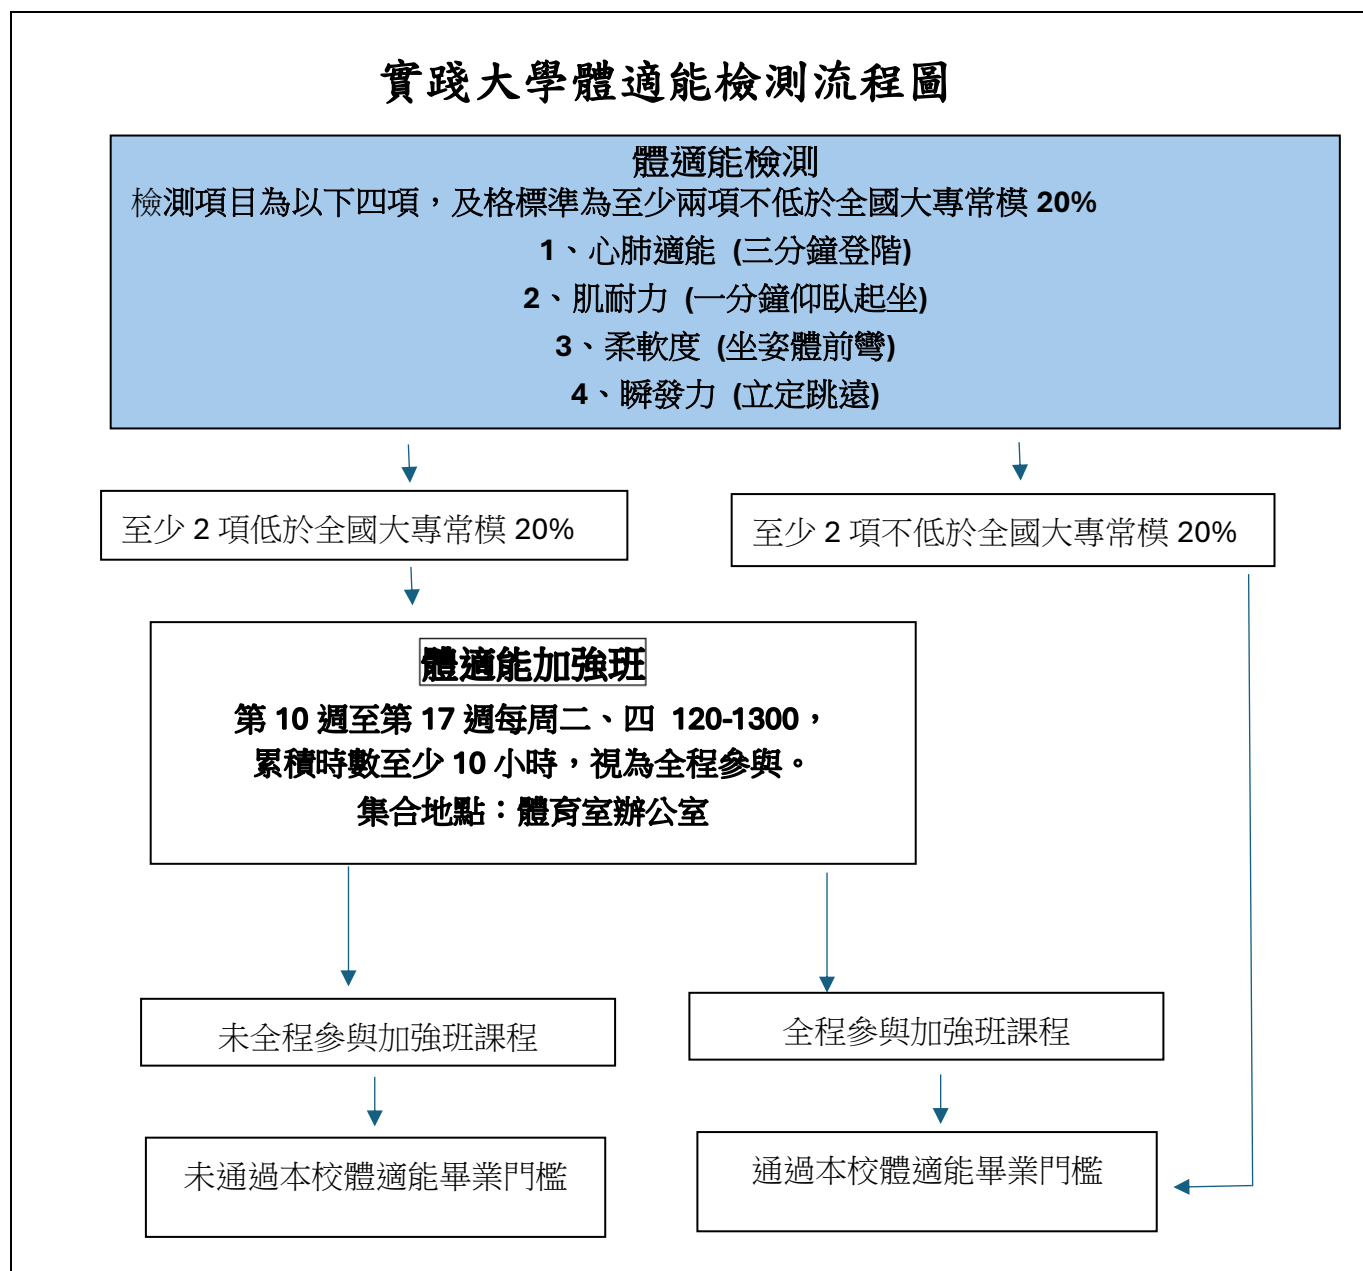 實踐大學體適能檢測流程圖
體適能檢測
檢測項目為以下四項，及格標準為至少兩項不低於全國大專常模 20%
1、心肺適能 (三分鐘登階)
2、肌耐力 (一分鐘仰臥起坐)
3、柔軟度 (坐姿體前彎)
4、瞬發力 (立定跳遠)
至少 2 項低於全國大專常模 20%
至少 2 項不低於全國大專常模 20%
體適能加強班
第 10 週至第 17 週每周二、四 120-1300，
累積時數至少 10 小時，視為全程參與。
集合地點：體育室辦公室
未全程參與加強班課程
全程參與加強班課程
未通過本校體適能畢業門檻
通過本校體適能畢業門檻